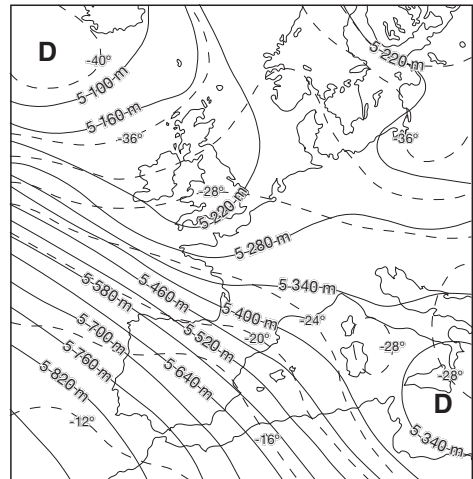 D
-40°
5 220 m
5 100 m
5 160 m
-36°
-36°
-28°
5 220 m
5 280 m
5 340 m
5 460 m
5 580 m
5 400 m
-24°
5 700 m
5 520 m
-20°
-28°
5 760 m
5 640 m
5 820 m
-28°
D
-12°
-16°
5 340 m